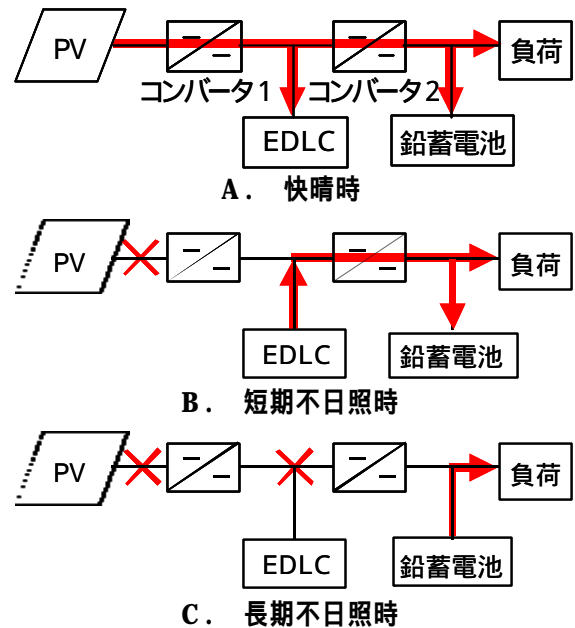 PV
負荷
コンバータ1 コンバータ2
EDLC 鉛蓄電池
A. 快晴時
PV
負荷
EDLC 鉛蓄電池
B. 短期不日照時
PV
負荷
EDLC 鉛蓄電池
C. 長期不日照時